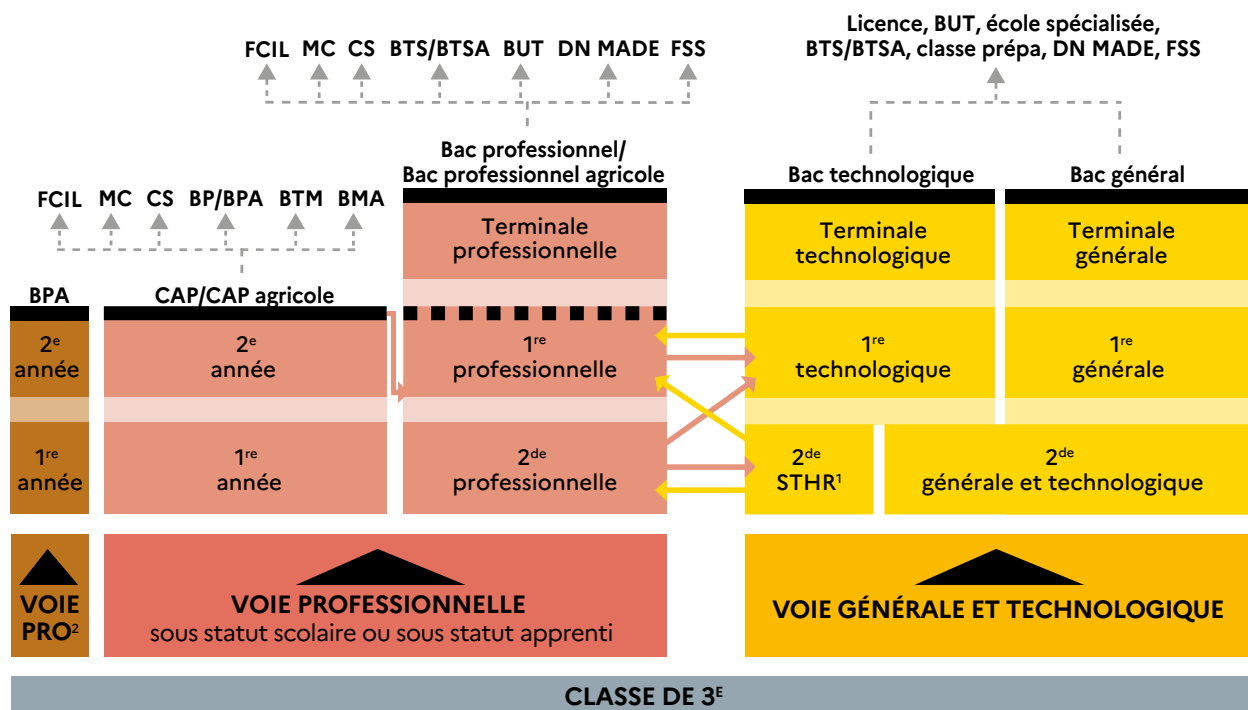 Licence, BUT, école spécialisée,
BTS/BTSA, classe prépa, DN MADE, FSS
FCIL MC CS BTS/BTSA BUT DN MADE FSS
Bac professionnel/
Bac professionnel agricole
Bac technologique
Bac général
FCIL MC CS BP/BPA BTM BMA
Terminale
professionnelle
Terminale
technologique
Terminale
générale
BPA
CAP/CAP agricole
2e
année
2e
année
1re
professionnelle
1re
technologique
1re
générale
1re
année
1re
année
2de
professionnelle
2de
STHR1
2de
générale et technologique
VOIE
PRO2
VOIE PROFESSIONNELLE
sous statut scolaire ou sous statut apprenti
VOIE GÉNÉRALE ET TECHNOLOGIQUE
CLASSE DE 3E